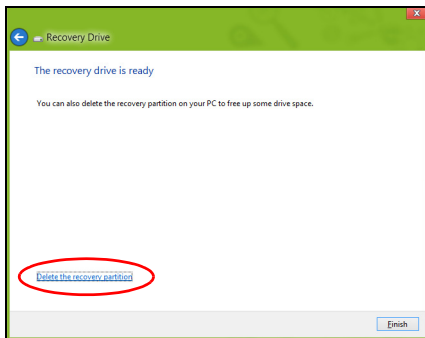 x
Recovery Drive
The recovery drive is ready
You can also delete the recovery partition on your PC to free up some drive space.
Delete the recovery partition
Finish